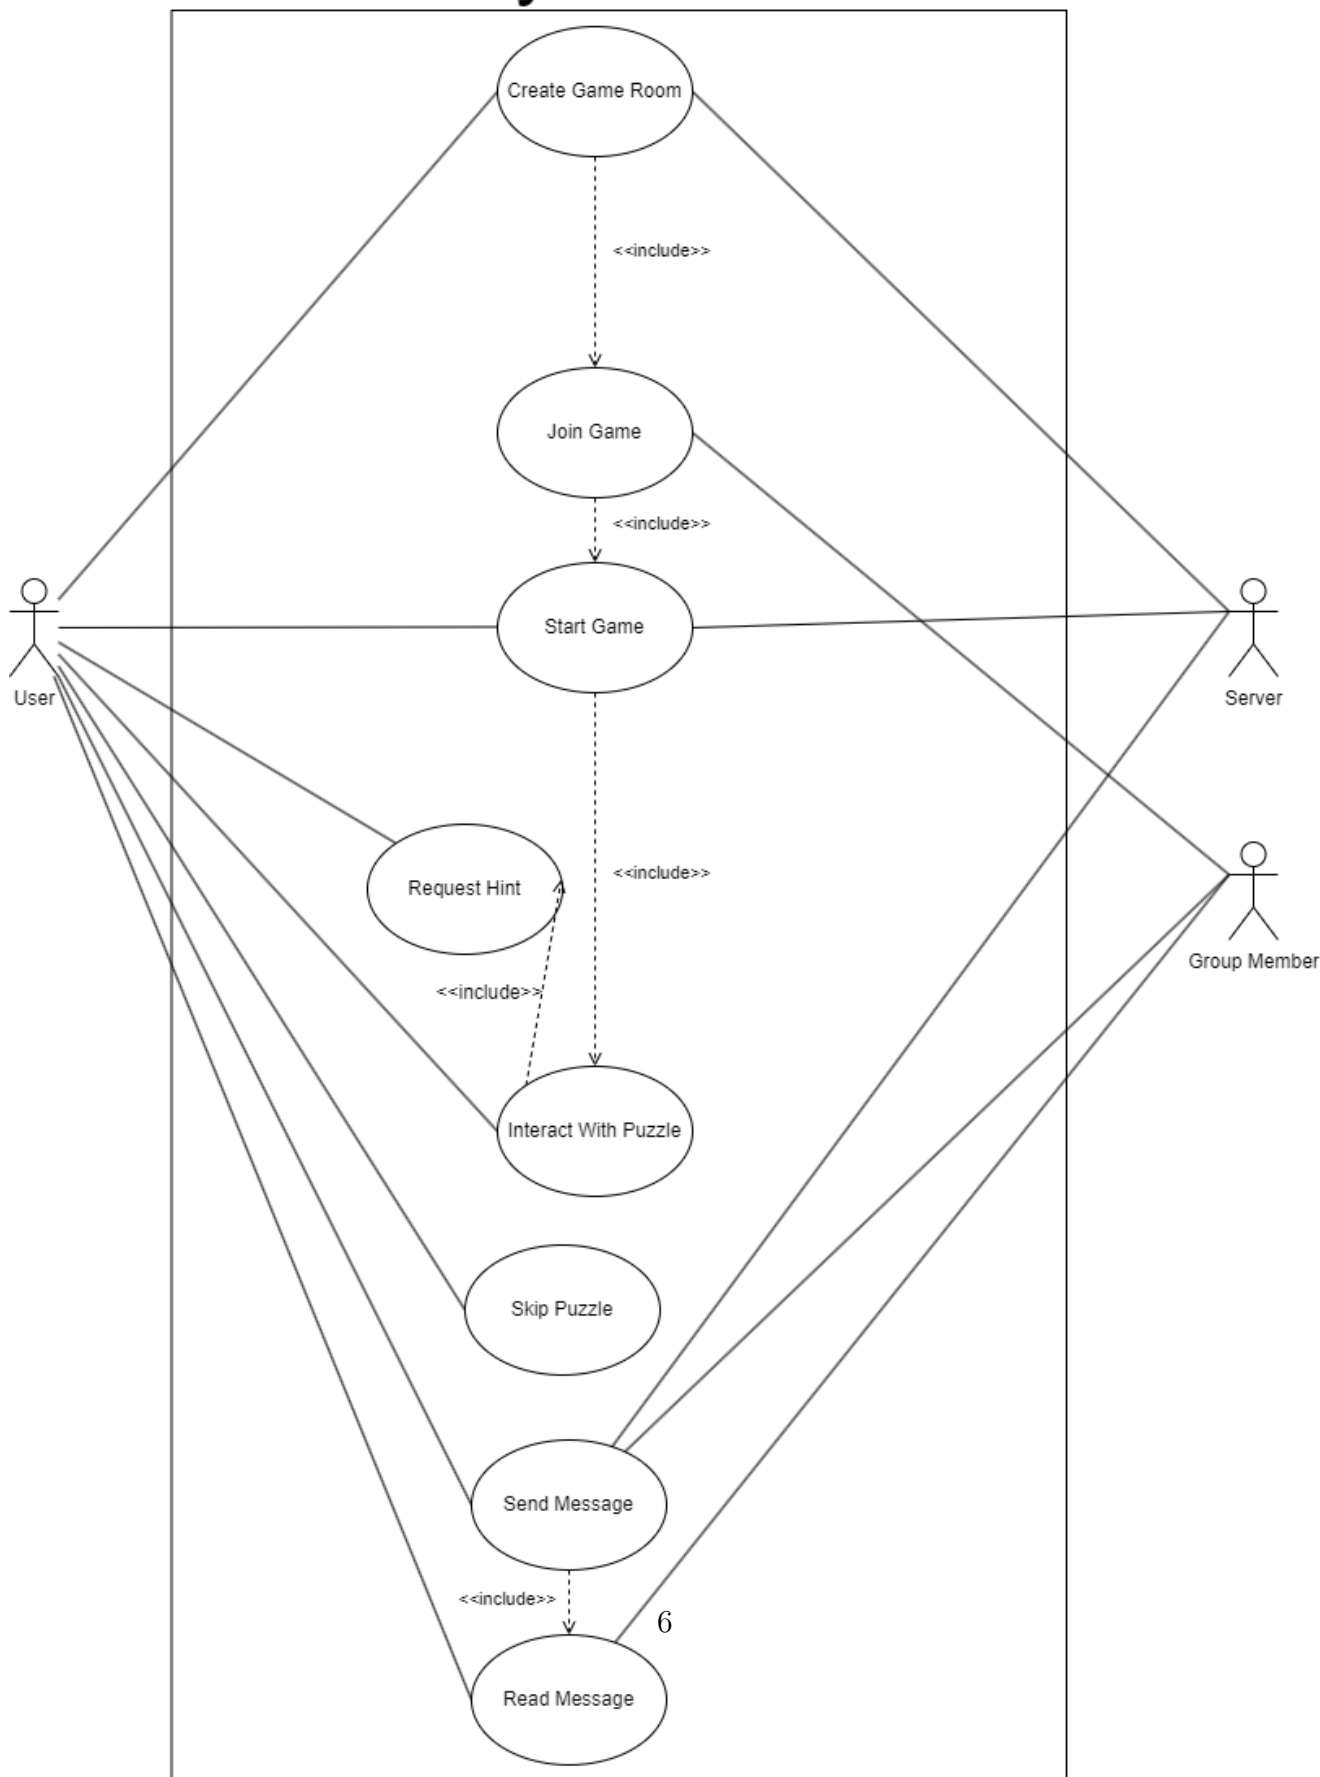 Create Game Room
<<include>>
Join Game
<<include>>
Start Game
User
Server
<<include>>
Request Hint
Group Member
<<include>>
Interact With Puzzle
Skip Puzzle
Send Message
<<include>>
6
Read Message